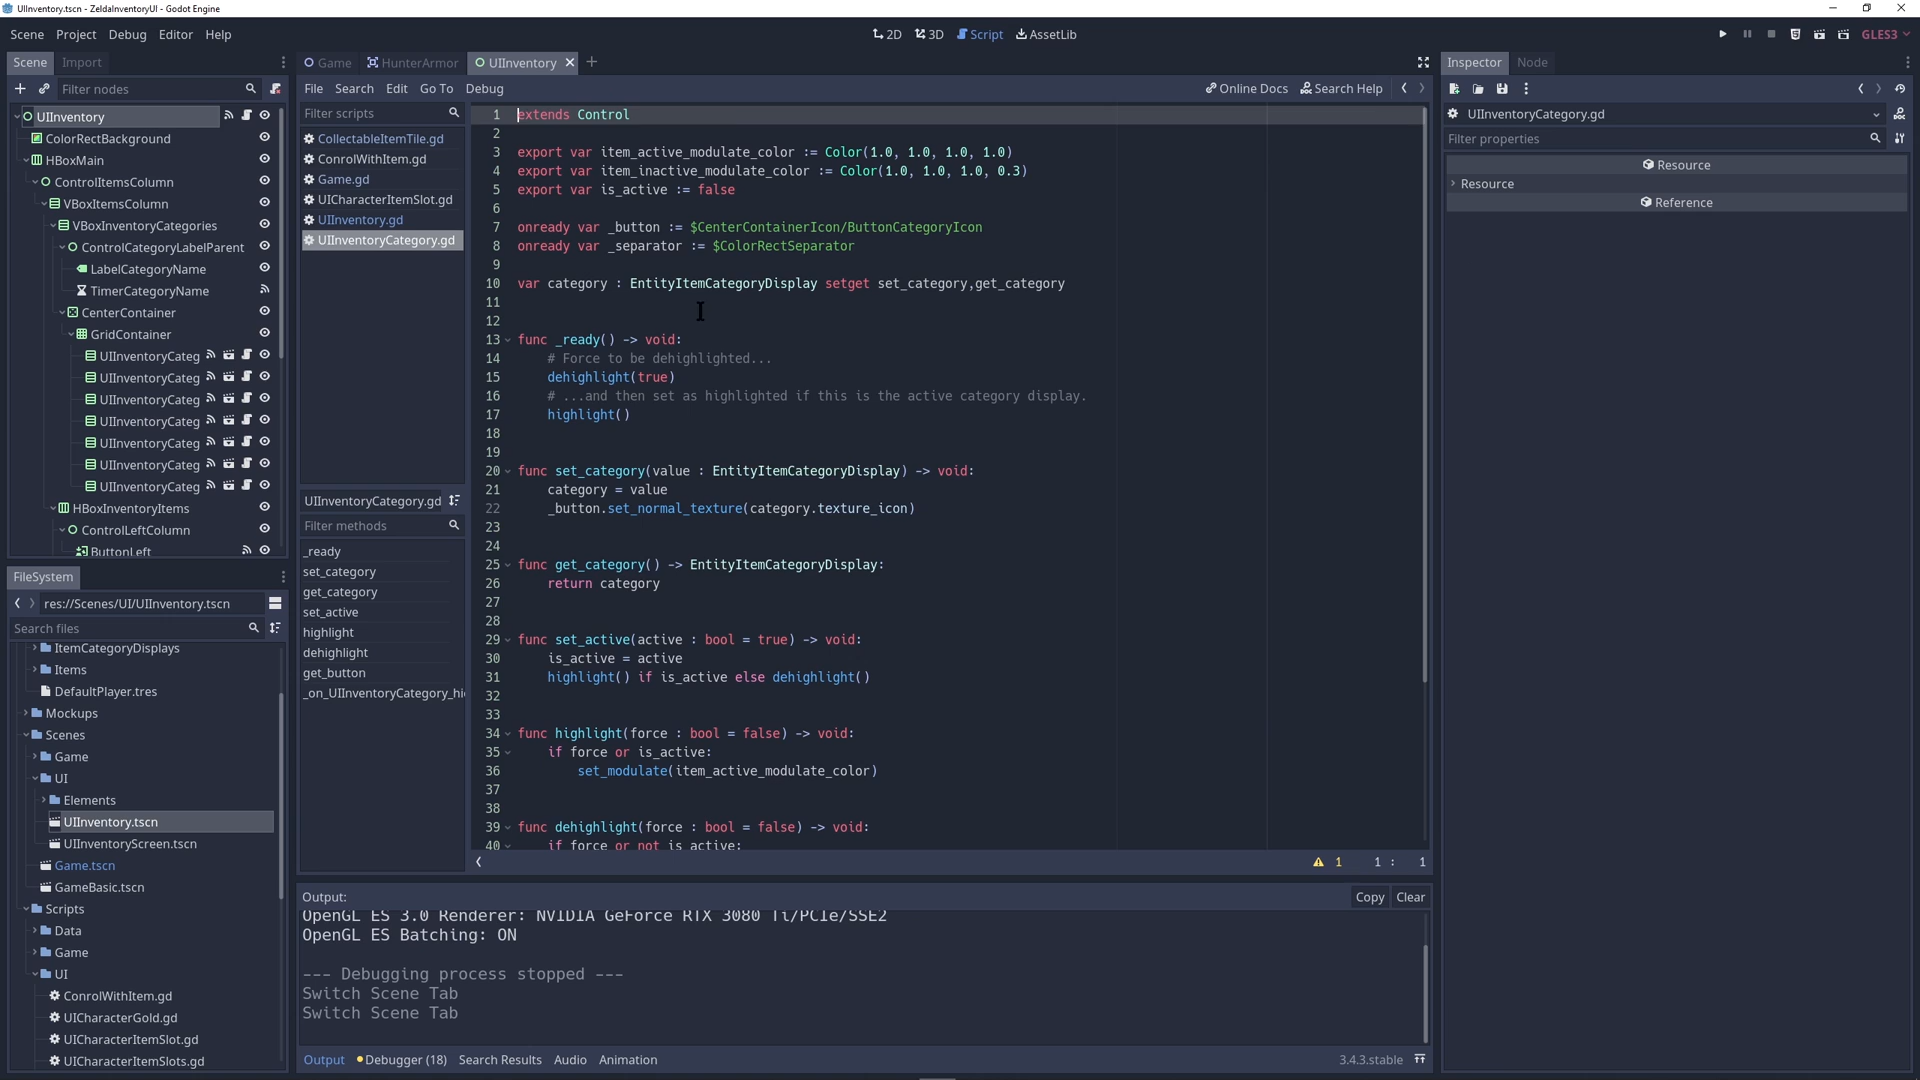 UIInventory.tscn - ZeldaInventoryUI - Godot Engine
Scene Project Debug Editor Help
2D 3D Script AssetLib
GLES3
Scene Import
Filter nodes
UIInventory
ColorRectBackground
HBoxMain
ControlItemsColumn
VBoxItemsColumn
VBoxInventoryCategories
ControlCategoryLabelParent
LabelCategoryName
TimerCategoryName
CenterContainer
GridContainer
UIInventoryCateg
UIInventoryCateg
UIInventoryCateg
UIInventoryCateg
UIInventoryCateg
UIInventoryCateg
UIInventoryCateg
HBoxInventoryItems
ControlLeftColumn
ButtonLeft
FileSystem
res://Scenes/UI/UIInventory.tscn
Search files
ItemCategoryDisplays
Items
DefaultPlayer.tres
Mockups
Scenes
Game
UI
Elements
UIInventory.tscn
UIInventoryScreen.tscn
Game.tscn
GameBasic.tscn
Scripts
Data
Game
UI
ConrolWithItem.gd
UICharacterGold.gd
UICharacterItemSlot.gd
UICharacterItemSlots.gd
Game HunterArmor UIInventory
File Search Edit Go To Debug
Online Docs Search Help
Filter scripts
CollectableItemTile.gd
ConrolWithItem.gd
Game.gd
UICharacterItemSlot.gd
UIInventory.gd
UIInventoryCategory.gd
UIInventoryCategory.gd
Filter methods
_ready
set_category
get_category
set_active
highlight
dehighlight
get_button
_on_UIInventoryCategory_hi
1 extends Control
2
3 export var item_active_modulate_color := Color(1.0, 1.0, 1.0, 1.0)
4 export var item_inactive_modulate_color := Color(1.0, 1.0, 1.0, 0.3)
5 export var is_active := false
6
7 onready var _button := $CenterContainerIcon/ButtonCategoryIcon
8 onready var _separator := $ColorRectSeparator
9
10 var category : EntityItemCategoryDisplay setget set_category,get_category
11
12
13 func _ready() -> void:
14 # Force to be dehighlighted...
15 dehighlight(true)
16 # ...and then set as highlighted if this is the active category display.
17 highlight()
18
19
20 func set_category(value : EntityItemCategoryDisplay) -> void:
21 category = value
22 _button.set_normal_texture(category.texture_icon)
23
24
25 func get_category() -> EntityItemCategoryDisplay:
26 return category
27
28
29 func set_active(active : bool = true) -> void:
30 is_active = active
31 highlight() if is_active else dehighlight()
32
33
34 func highlight(force : bool = false) -> void:
35 if force or is_active:
36 set_modulate(item_active_modulate_color)
37
38
39 func dehighlight(force : bool = false) -> void:
40 if force or not is_active:
1 1 : 1
Output: Copy Clear
OpenGL ES 3.0 Renderer: NVIDIA GeForce RTX 3080 Ti/PCIe/SSE2
OpenGL ES Batching: ON
--- Debugging process stopped ---
Switch Scene Tab
Switch Scene Tab
Output Debugger (18) Search Results Audio Animation 3.4.3.stable
Inspector Node
UIInventoryCategory.gd
Filter properties
Resource
Resource
Reference